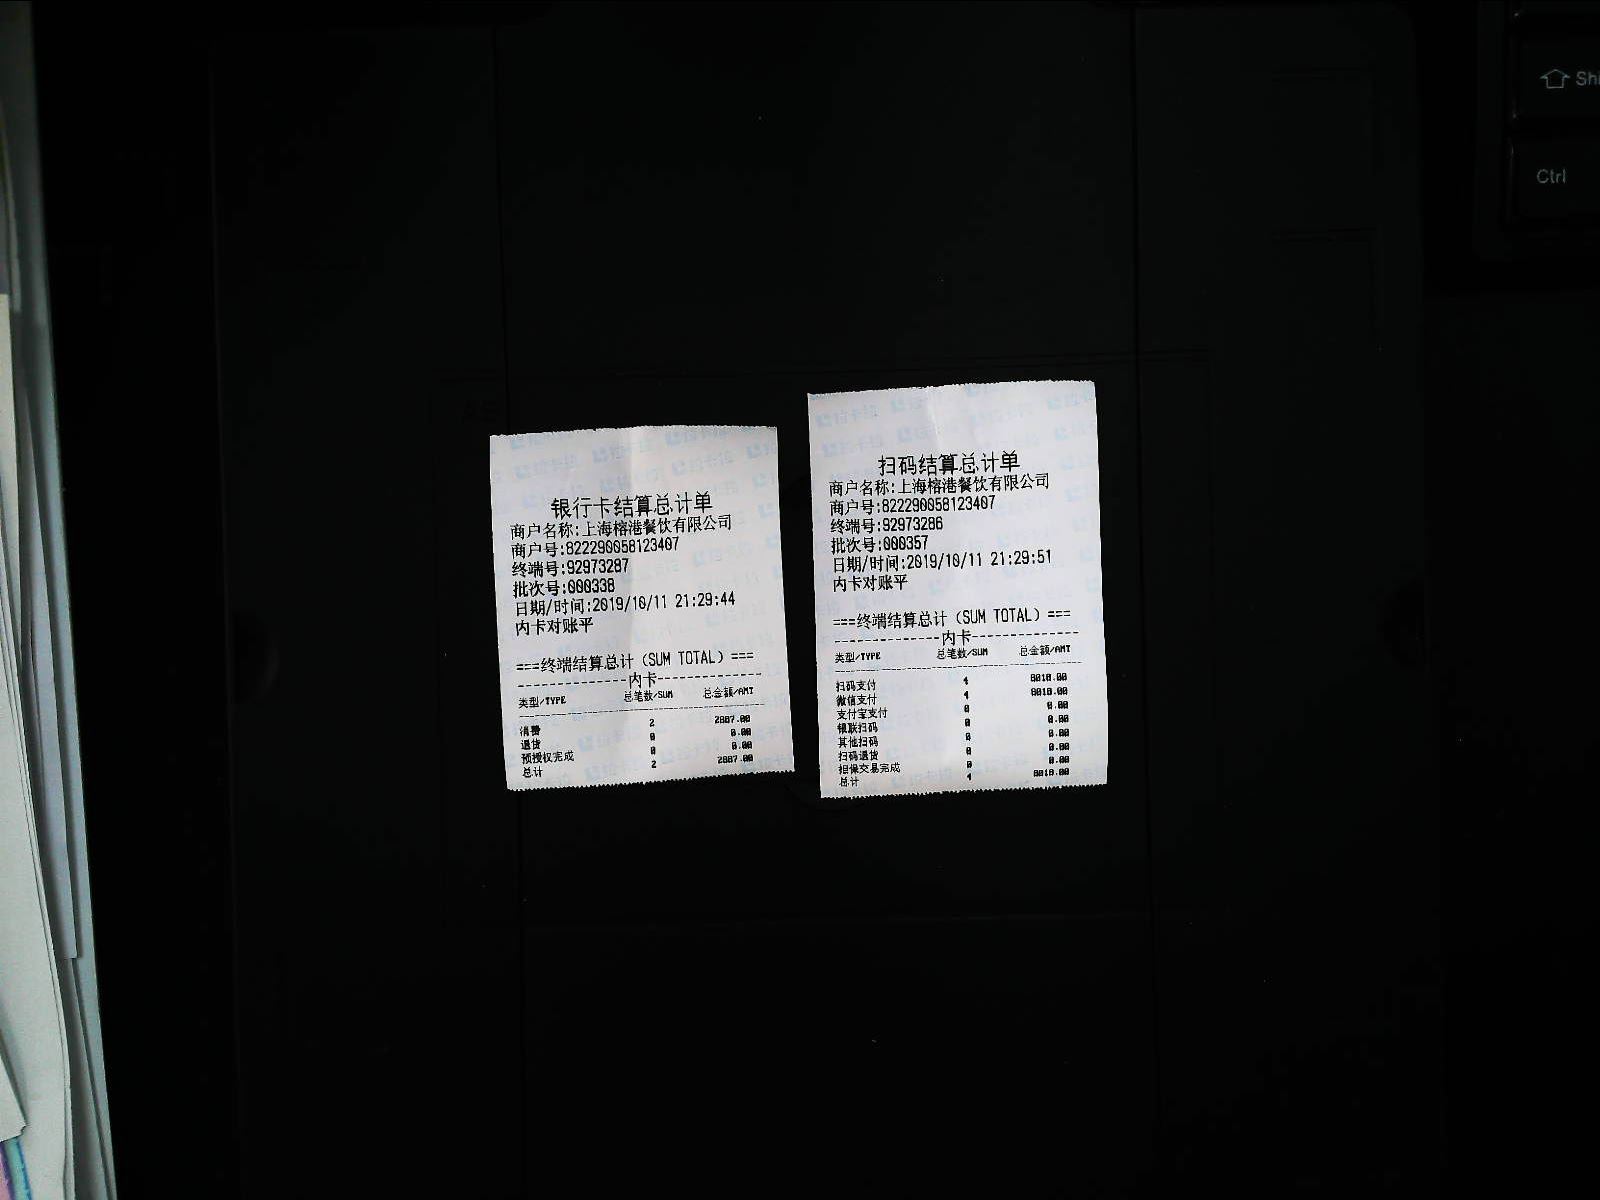 银行卡结算总计单
商户名称:上海榕港餐饮有限公司
商户号:822290058123407
终端号:92973287
批次号:000338
日期/时间:2019/10/11 21:29:44
内卡对账平
===终端结算总计(SUM TOTAL)===
--------------内卡--------------
类型/TYPE 总笔数/SUM 总金额/AMT
消费 2 2887.00
退货 0 0.00
预授权完成 0 0.00
总计 2 2887.00
扫码结算总计单
商户名称:上海榕港餐饮有限公司
商户号:822290058123407
终端号:92973286
批次号:000357
日期/时间:2019/10/11 21:29:51
内卡对账平
===终端结算总计(SUM TOTAL)===
--------------内卡--------------
类型/TYPE 总笔数/SUM 总金额/AMT
扫码支付 4
微信支付 4
支付宝支付 0 0.00
银联扫码 0 0.00
其他扫码 0 0.00
扫码退货 0 0.00
担保交易完成 0 0.00
总计 4
Ctrl